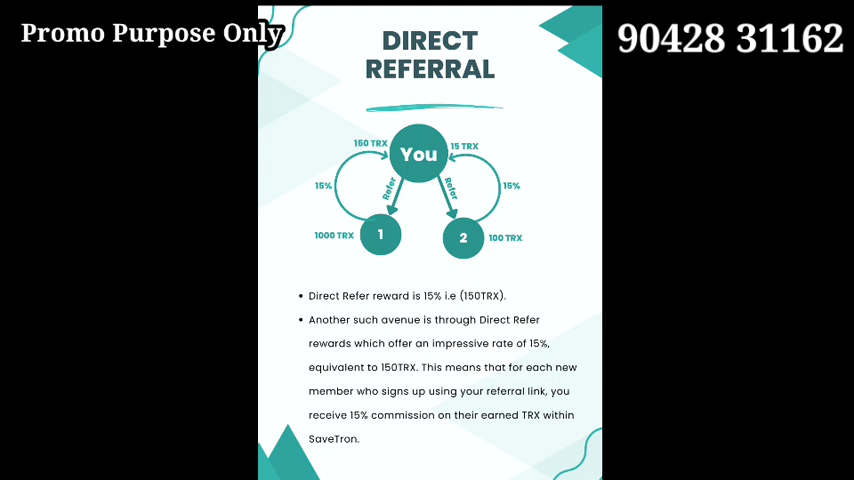 Promo Purpose Only
90428 31162
DIRECT
REFERRAL
150 TRX
You
15 TRX
15%
Refer
Refer
15%
1000 TRX
1
2
100 TRX
• Direct Refer reward is 15% i.e (150TRX).
• Another such avenue is through Direct Refer
rewards which offer an impressive rate of 15%,
equivalent to 150TRX. This means that for each new
member who signs up using your referral link, you
receive 15% commission on their earned TRX within
SaveTron.